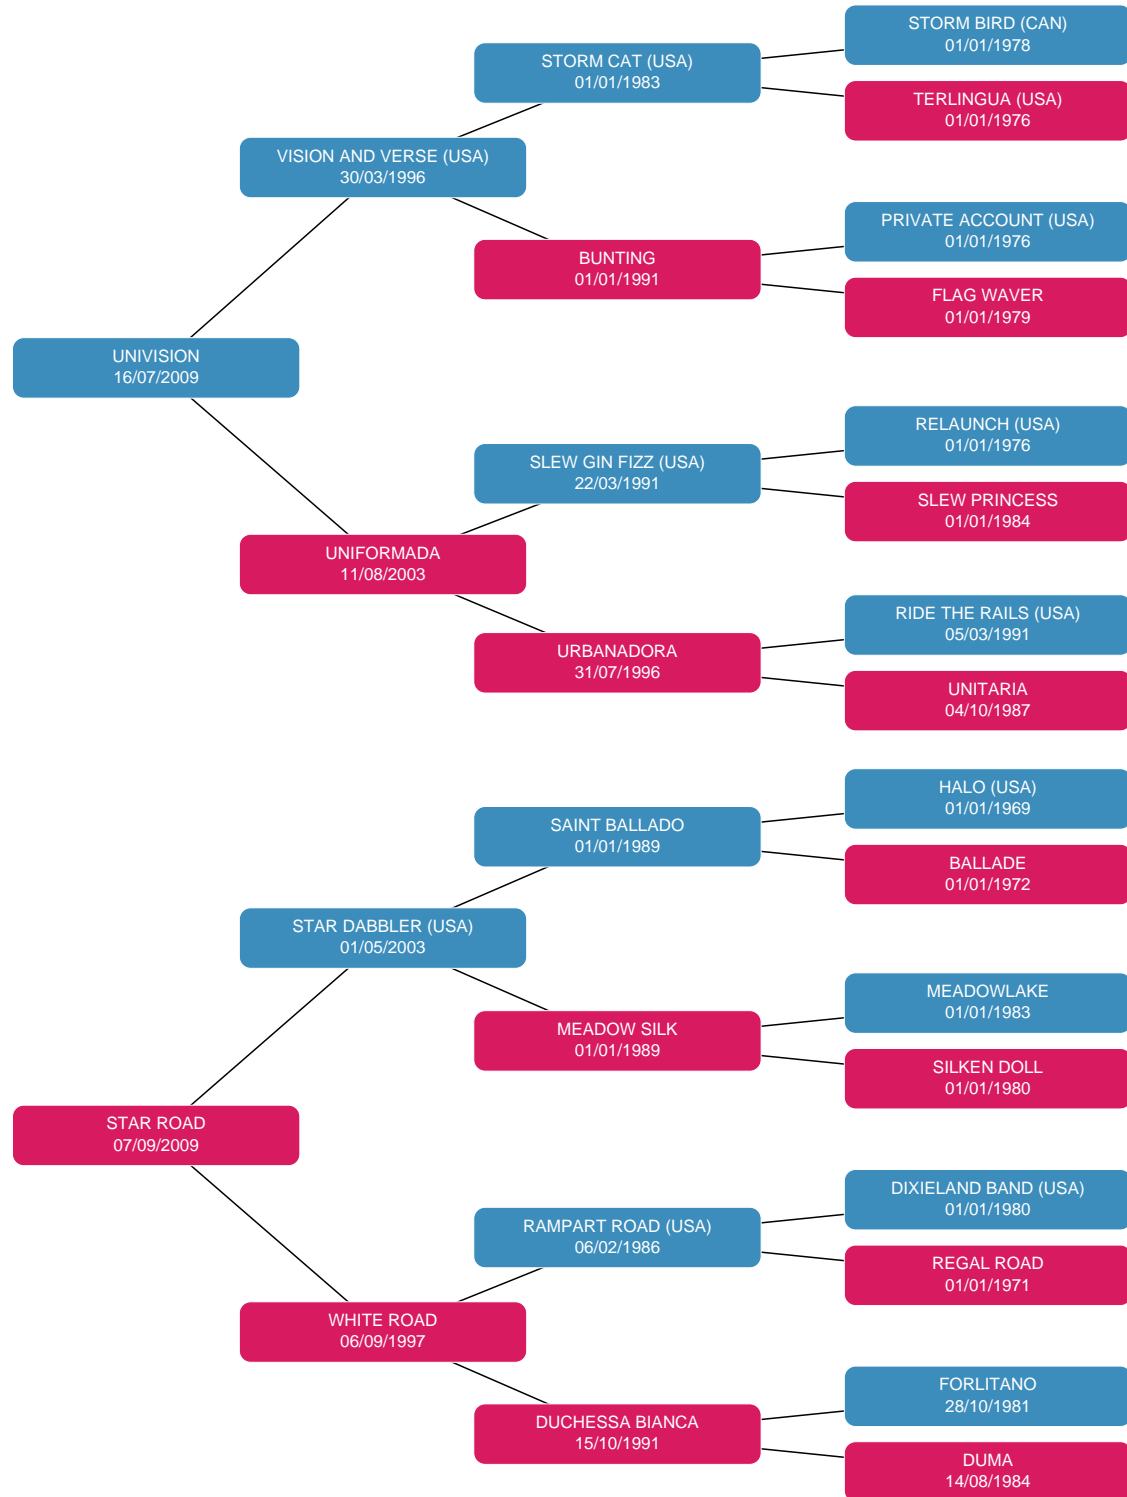 STORM BIRD (CAN)
01/01/1978
STORM CAT (USA)
01/01/1983
TERLINGUA (USA)
01/01/1976
VISION AND VERSE (USA)
30/03/1996
PRIVATE ACCOUNT (USA)
01/01/1976
BUNTING
01/01/1991
FLAG WAVER
01/01/1979
UNIVISION
16/07/2009
RELAUNCH (USA)
01/01/1976
SLEW GIN FIZZ (USA)
22/03/1991
SLEW PRINCESS
01/01/1984
UNIFORMADA
11/08/2003
RIDE THE RAILS (USA)
05/03/1991
URBANADORA
31/07/1996
UNITARIA
04/10/1987
HALO (USA)
01/01/1969
SAINT BALLADO
01/01/1989
BALLADE
01/01/1972
STAR DABBLER (USA)
01/05/2003
MEADOWLAKE
01/01/1983
MEADOW SILK
01/01/1989
SILKEN DOLL
01/01/1980
STAR ROAD
07/09/2009
DIXIELAND BAND (USA)
01/01/1980
RAMPART ROAD (USA)
06/02/1986
REGAL ROAD
01/01/1971
WHITE ROAD
06/09/1997
FORLITANO
28/10/1981
DUCHESSA BIANCA
15/10/1991
DUMA
14/08/1984